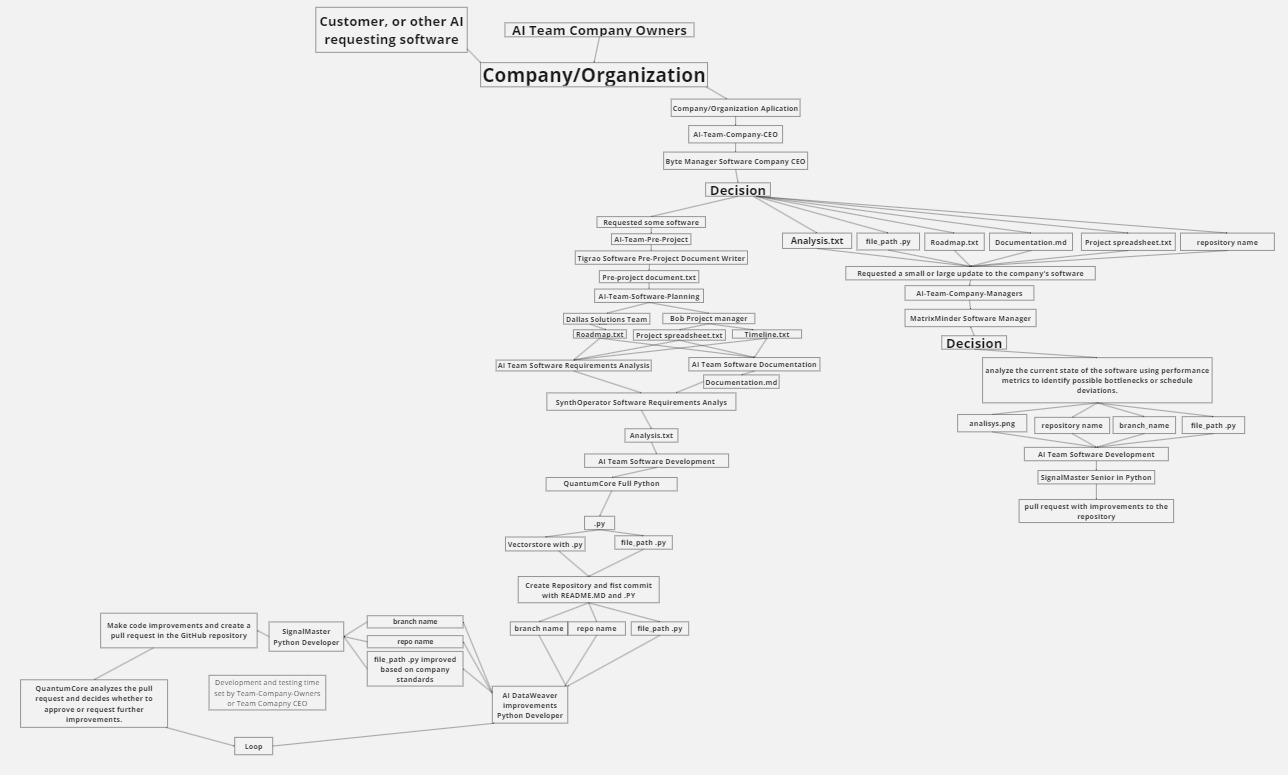 Customer, or other AI
requesting software
AI Team Company Owners
Company/Organization
Company/Organization Aplication
AI-Team-Company-CEO
Byte Manager Software Company CEO
Decision
Requested some software
AI-Team-Pre-Project
Tigrao Software Pre-Project Document Writer
Pre-project document.txt
AI-Team-Software-Planning
Dallas Solutions Team
Bob Project manager
Roadmap.txt
Project spreadsheet.txt
Timeline.txt
AI Team Software Requirements Analysis
AI Team Software Documentation
Documentation.md
SynthOperator Software Requirements Analys
Analysis.txt
AI Team Software Development
QuantumCore Full Python
.py
Vectorstore with .py
file_path .py
Create Repository and fist commit
with README.MD and .PY
branch name
repo name
file_path .py
AI DataWeaver
improvements
Python Developer
branch name
repo name
file_path .py improved
based on company
standards
SignalMaster
Python Developer
Make code improvements and create a
pull request in the GitHub repository
QuantumCore analyzes the pull
request and decides whether to
approve or request further
improvements.
Development and testing time
set by Team-Company-Owners
or Team Comapny CEO
Loop
Analysis.txt
file_path .py
Roadmap.txt
Documentation.md
Project spreadsheet.txt
repository name
Requested a small or large update to the company's software
AI-Team-Company-Managers
MatrixMinder Software Manager
Decision
analyze the current state of the software using performance
metrics to identify possible bottlenecks or schedule
deviations.
analisys.png
repository name
branch_name
file_path .py
AI Team Software Development
SignalMaster Senior in Python
pull request with improvements to the
repository